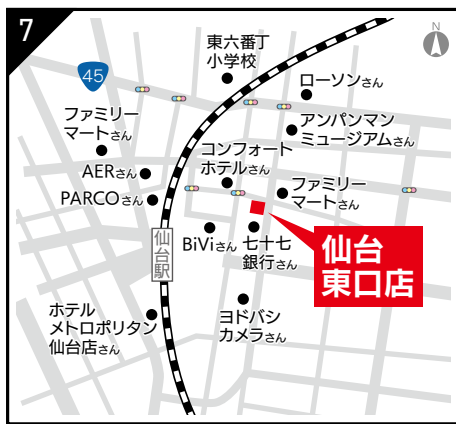 7
N
45
東六番丁
小学校
ローソンさん
ファミリー
マートさん
アンパンマン
ミュージアムさん
コンフォート
ホテルさん
AERさん
PARCOさん
ファミリー
マートさん
BiViさん
七十七
銀行さん
仙台駅
仙台
東口店
ホテル
メトロポリタン
仙台店さん
ヨドバシ
カメラさん